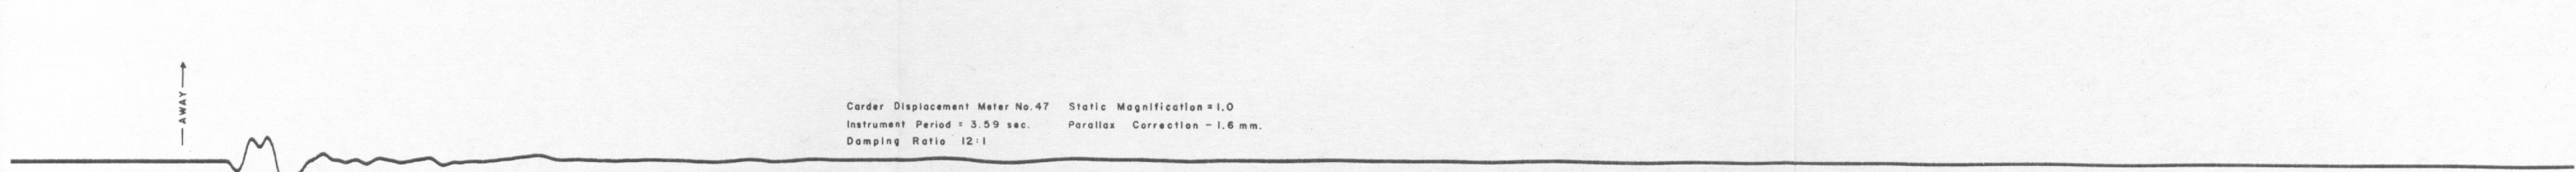 AWAY
Carder Displacement Meter No. 47 Static Magnification = 1.0
Instrument Period = 3.59 sec. Parallax Correction - 1.6 mm.
Damping Ratio 12:1